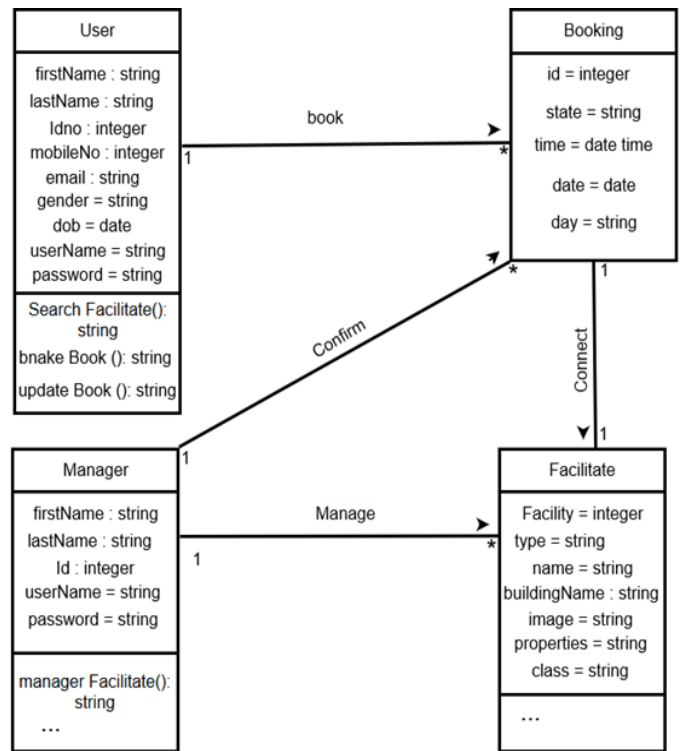 User
firstName : string
lastName : string
Idno : integer
mobileNo : integer
email : string
gender = string
dob = date
userName = string
password = string
Search Facilitate():
string
bnake Book (): string
update Book (): string
book
1
*
Booking
id = integer
state = string
time = date time
date = date
day = string
*
1
Confirm
1
Connect
1
Manager
firstName : string
lastName : string
Id : integer
userName = string
password = string
manager Facilitate():
string
...
Manage
1
*
Facilitate
Facility = integer
type = string
name = string
buildingName : string
image = string
properties = string
class = string
...